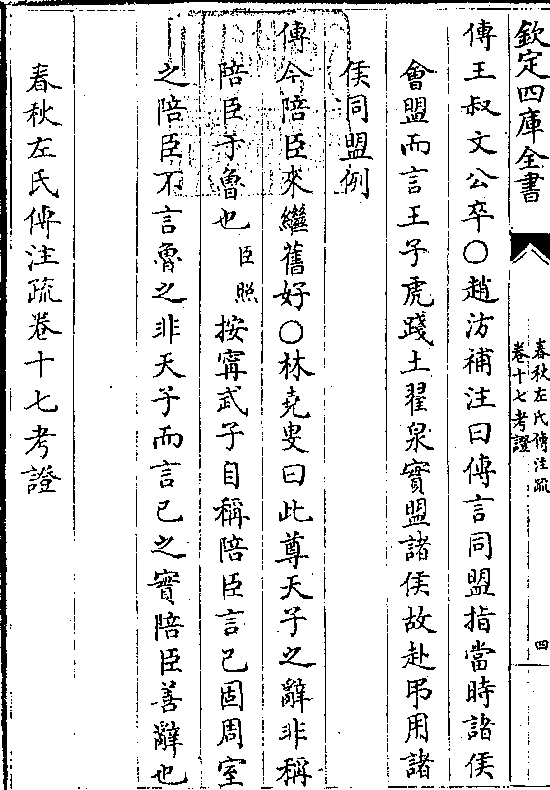 欽定四庫全書
春秋左氏傳注疏
卷十七考證
四
傳王叔文公卒○趙汸補注曰傳言同盟指當時諸侯
會盟而言王子虎踐土翟泉實盟諸侯故赴弔用諸
侯同盟例
傳今陪臣來繼舊好○林堯叟曰此尊天子之辭非稱
陪臣于魯也臣照按甯武子自稱陪臣言己固周室
之陪臣不言魯之非天子而言己之實陪臣善辭也
春秋左氏傳注疏卷十七考證